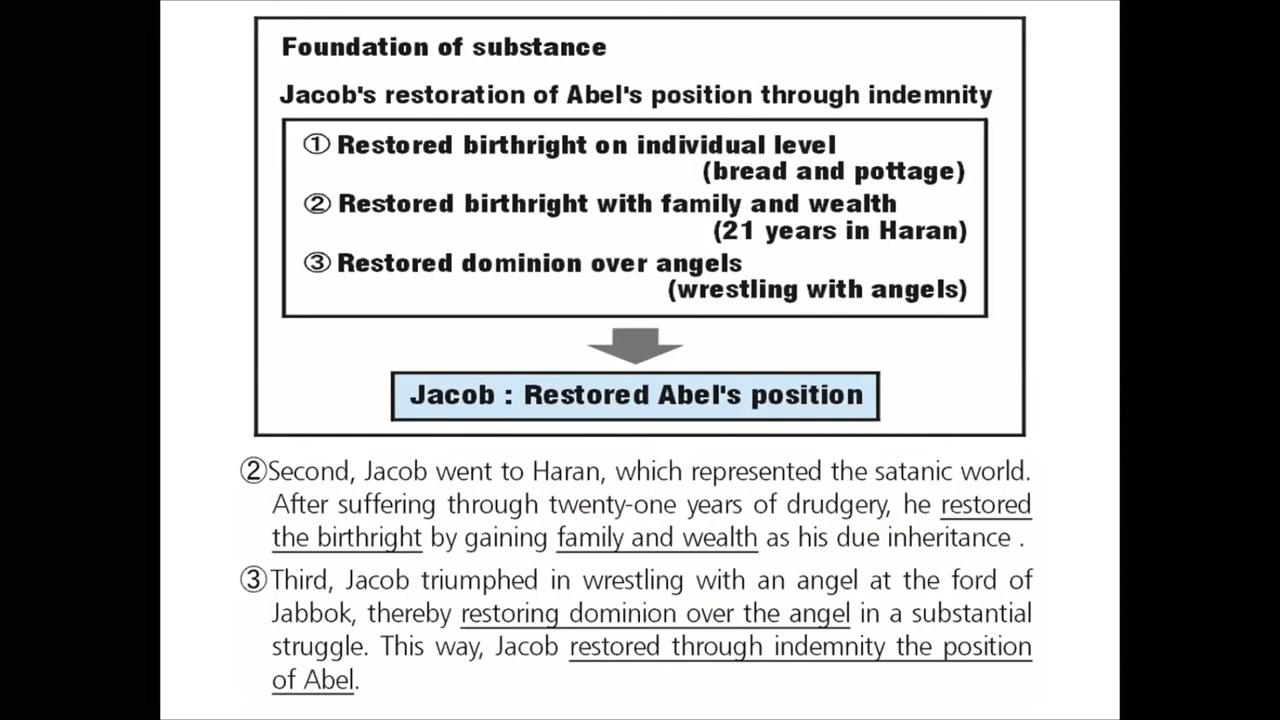 Foundation of substance
Jacob's restoration of Abel's position through indemnity
① Restored birthright on individual level
(bread and pottage)
② Restored birthright with family and wealth
(21 years in Haran)
③ Restored dominion over angels
(wrestling with angels)
Jacob : Restored Abel's position
②Second, Jacob went to Haran, which represented the satanic world.
After suffering through twenty-one years of drudgery, he restored
the birthright by gaining family and wealth as his due inheritance .
③Third, Jacob triumphed in wrestling with an angel at the ford of
Jabbok, thereby restoring dominion over the angel in a substantial
struggle. This way, Jacob restored through indemnity the position
of Abel.